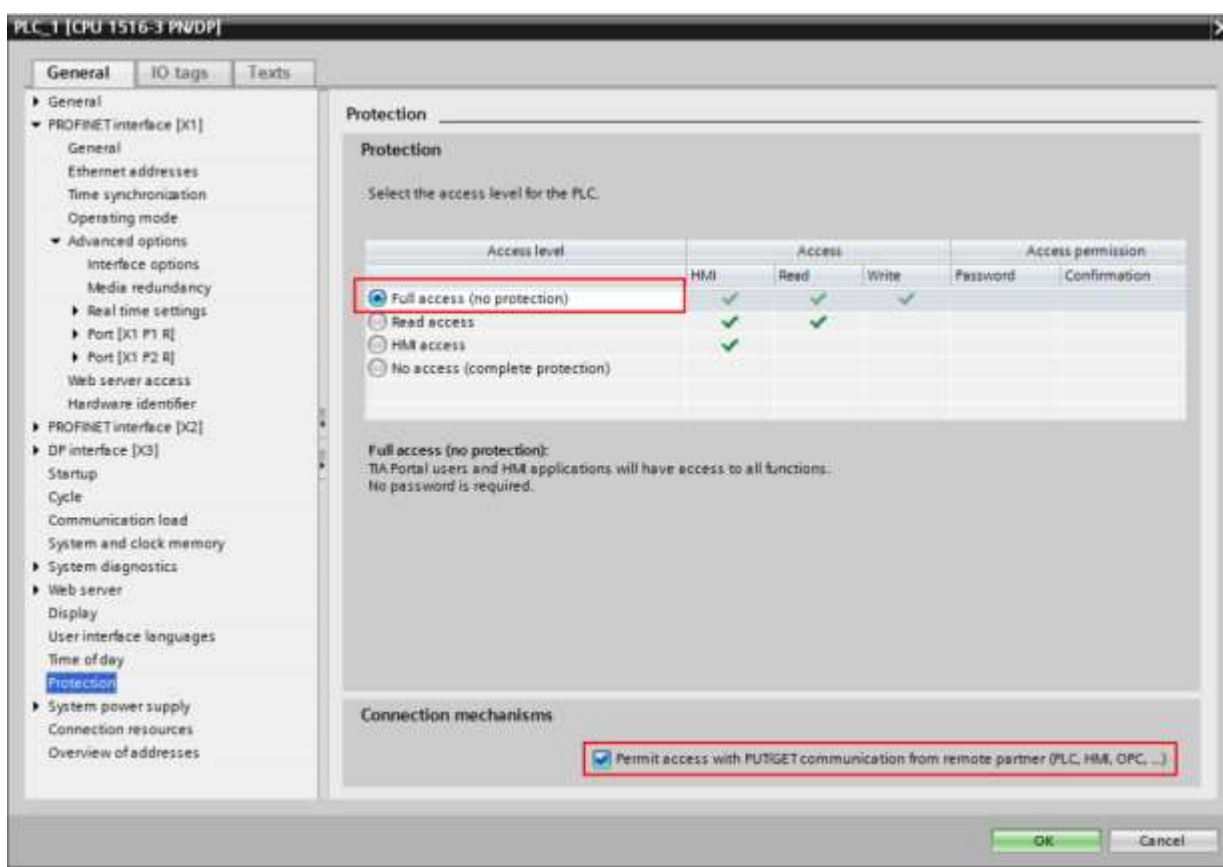 PLC_1 [CPU 1516-3 PN/DP]
General IO tags Texts
General
PROFINET interface [X1]
General
Ethernet addresses
Time synchronization
Operating mode
Advanced options
Interface options
Media redundancy
Real time settings
Port [X1 P1 R]
Port [X1 P2 R]
Web server access
Hardware identifier
PROFINET interface [X2]
DP interface [X3]
Startup
Cycle
Communication load
System and clock memory
System diagnostics
Web server
Display
User interface languages
Time of day
Protection
System power supply
Connection resources
Overview of addresses
Protection
Protection
Select the access level for the PLC.
Access level Access Access permission
HMI Read Write Password Confirmation
Full access (no protection)
Read access
HMI access
No access (complete protection)
Full access (no protection):
TIA Portal users and HMI applications will have access to all functions.
No password is required.
Connection mechanisms
Permit access with PUT/GET communication from remote partner (PLC, HMI, OPC, ...)
OK Cancel